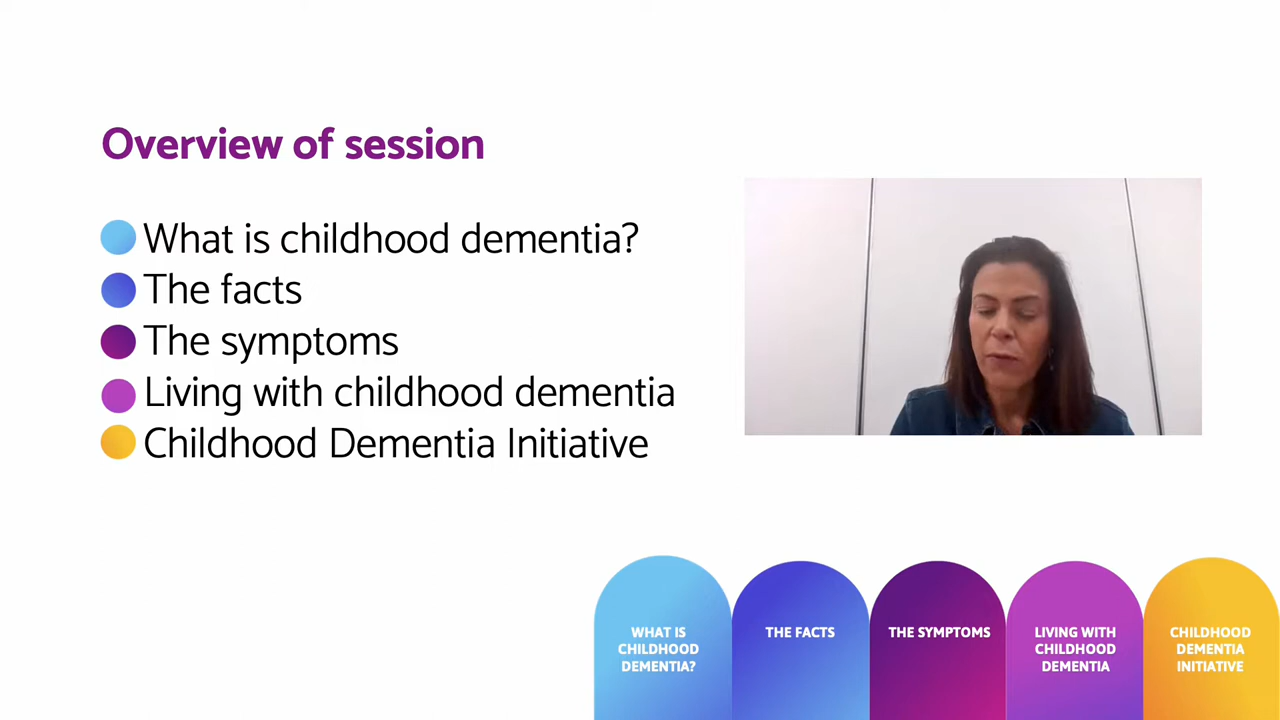 Overview of session
What is childhood dementia?
The facts
The symptoms
Living with childhood dementia
Childhood Dementia Initiative
WHAT IS
CHILDHOOD
DEMENTIA?
THE FACTS
THE SYMPTOMS
LIVING WITH
CHILDHOOD
DEMENTIA
CHILDHOOD
DEMENTIA
INITIATIVE